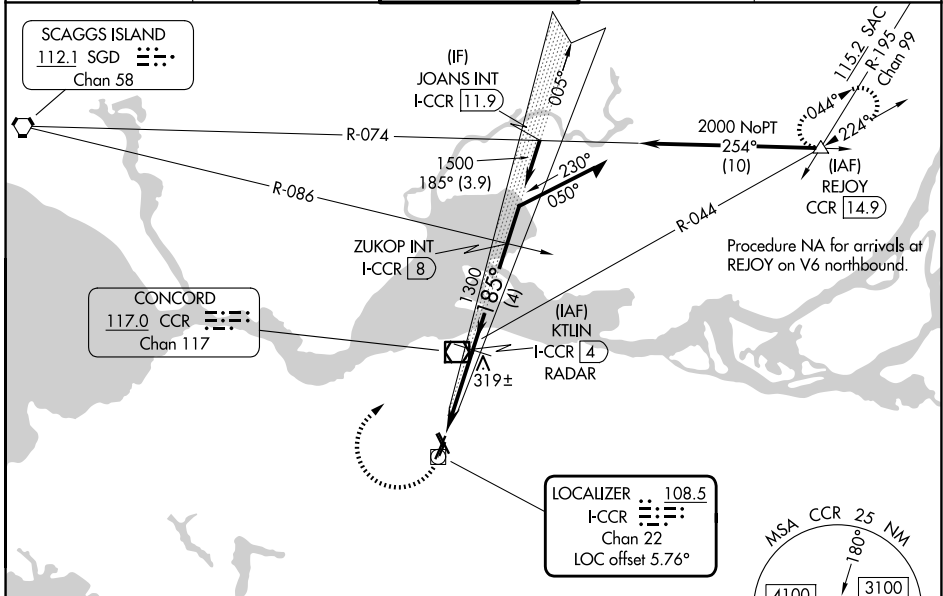 SCAGGS ISLAND
112.1 SGD
Chan 58
(IF)
JOANS INT
I-CCR 11.9
005°
115.2 SAC
R-195
Chan 99
044°
224°
R-074
2000 NoPT
254°
(10)
(IAF)
REJOY
CCR 14.9
1500
185° (3.9)
230°
050°
R-086
R-044
Procedure NA for arrivals at
REJOY on V6 northbound.
ZUKOP INT
I-CCR 8
1300
185°
(4)
CONCORD
117.0 CCR
Chan 117
(IAF)
KTLIN
I-CCR 4
RADAR
319±
LOCALIZER 108.5
I-CCR
Chan 22
LOC offset 5.76°
MSA CCR 25 NM
180°
4100
3100